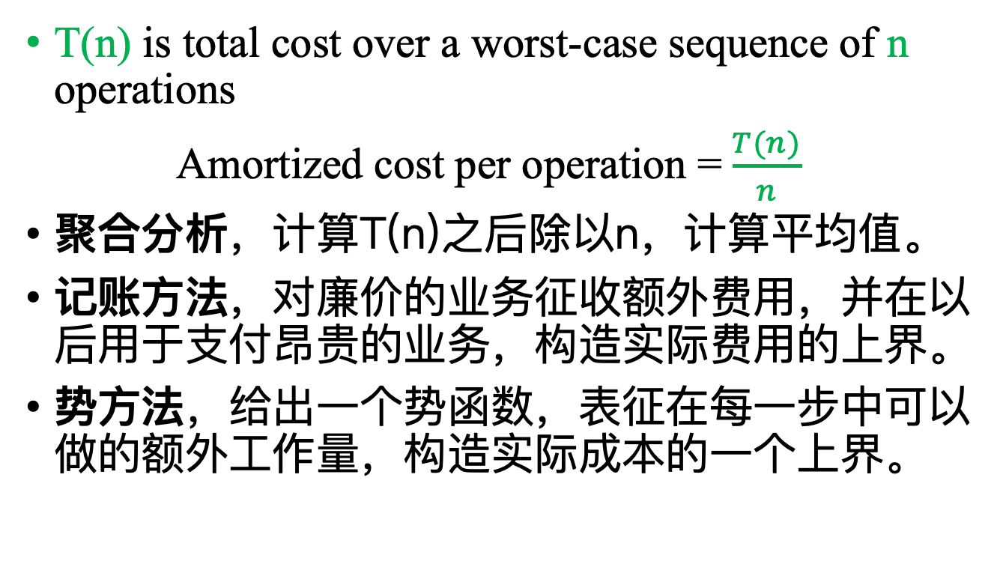 • T(n) is total cost over a worst-case sequence of n
operations
Amortized cost per operation = T(n)/n
• 聚合分析，计算T(n)之后除以n，计算平均值。
• 记账方法，对廉价的业务征收额外费用，并在以
后用于支付昂贵的业务，构造实际费用的上界。
• 势方法，给出一个势函数，表征在每一步中可以
做的额外工作量，构造实际成本的一个上界。